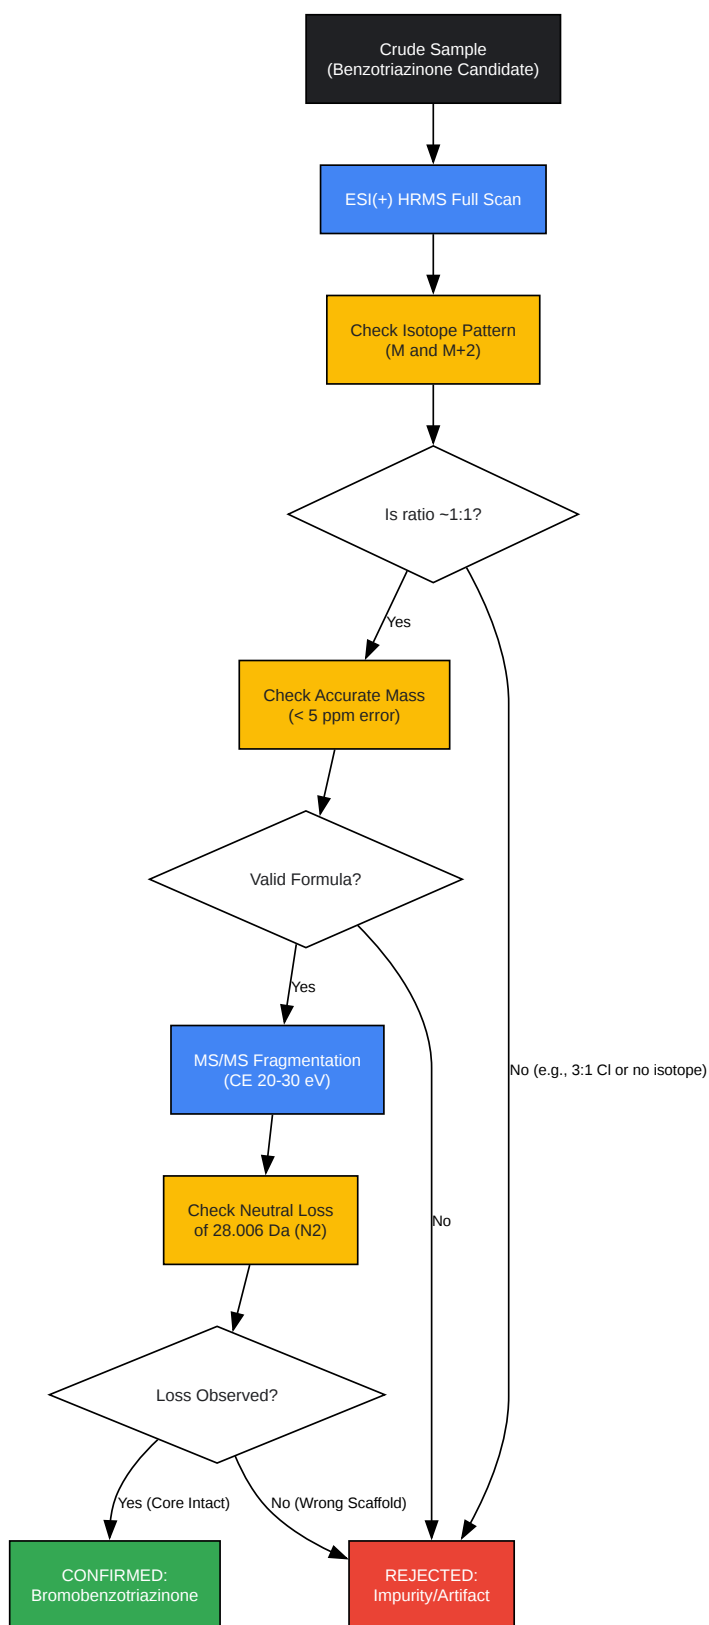 Crude Sample
(Benzotriazinone Candidate)
ESI(+) HRMS Full Scan
Check Isotope Pattern
(M and M+2)
Is ratio ~1:1?
Yes
Check Accurate Mass
(< 5 ppm error)
Valid Formula?
Yes
MS/MS Fragmentation
(CE 20-30 eV)
No (e.g., 3:1 Cl or no isotope)
Check Neutral Loss
of 28.006 Da (N2)
No
Loss Observed?
Yes (Core Intact)
No (Wrong Scaffold)
CONFIRMED:
Bromobenzotriazinone
REJECTED:
Impurity/Artifact